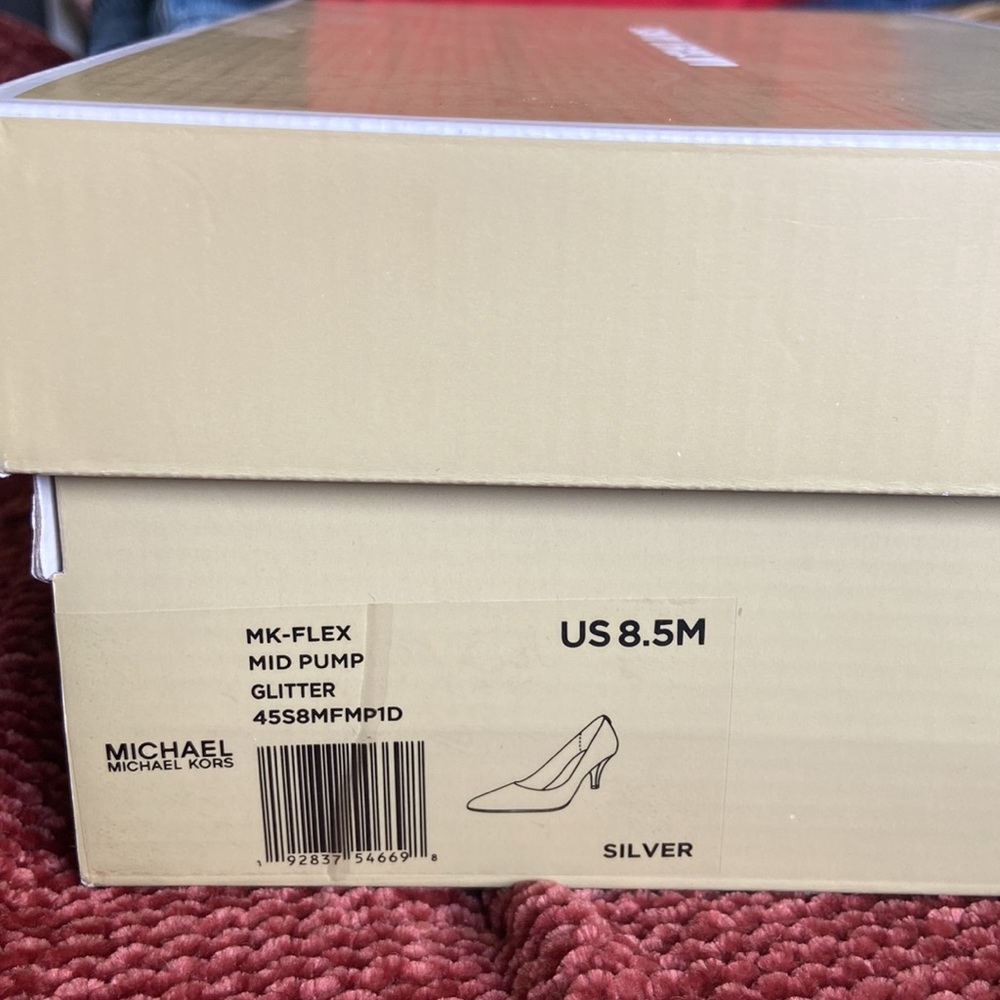 MK-FLEX
MID PUMP
GLITTER
45S8MFMP1D
US 8.5M
MICHAEL
MICHAEL KORS
1 92837 54669 8
SILVER